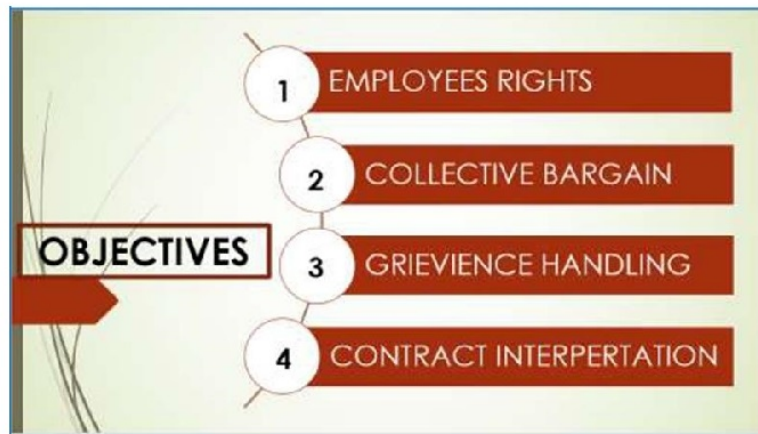 OBJECTIVES
1 EMPLOYEES RIGHTS
2 COLLECTIVE BARGAIN
3 GRIEVIENCE HANDLING
4 CONTRACT INTERPERTATION